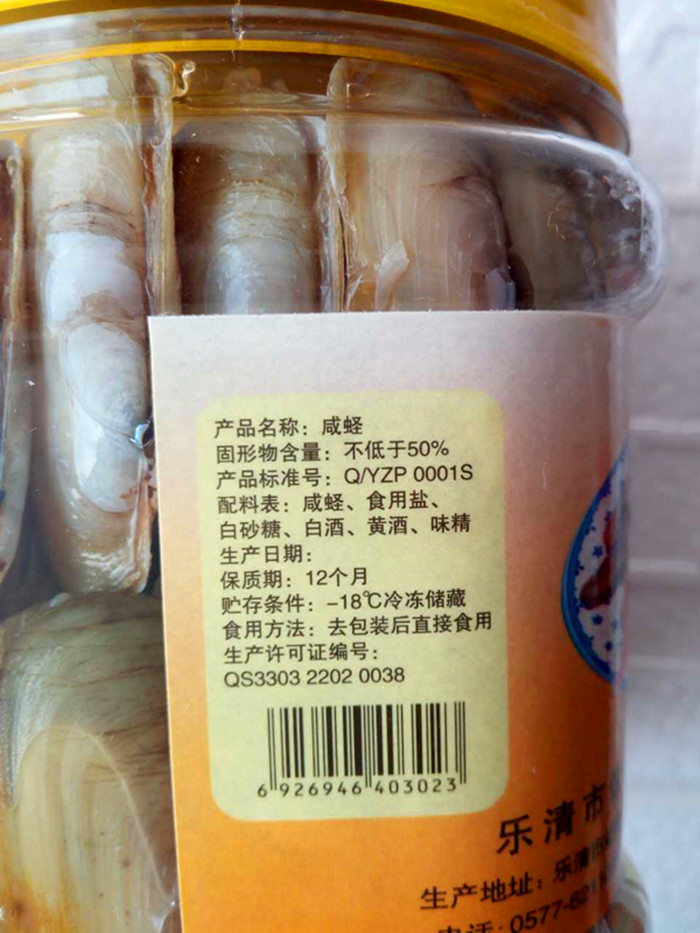 产品名称：咸蛏
固形物含量：不低于50%
产品标准号：Q/YZP 0001S
配料表：咸蛏、食用盐、
白砂糖、白酒、黄酒、味精
生产日期：
保质期：12个月
贮存条件：-18℃冷冻储藏
食用方法：去包装后直接食用
生产许可证编号：
QS3303 2202 0038
6 926946 403023
乐清市
生产地址：乐清
电话：0577-62